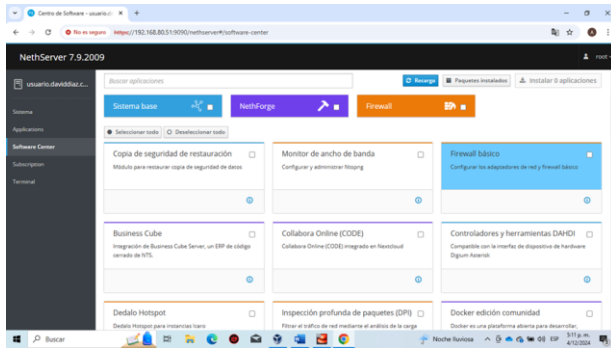 Centro de Software - usuario.d
No es seguro https://192.168.80.51:9090/nethserver#/software-center
NethServer 7.9.2009
root
usuario.daviddiaz.c...
Buscar aplicaciones
Recarga
Paquetes instalados
Instalar 0 aplicaciones
Sistema base
NethForge
Firewall
Seleccionar todo
Deseleccionar todo
Sistema
Applications
Software Center
Subscription
Terminal
Copia de seguridad de restauración
Módulo para restaurar copia de seguridad de datos
Monitor de ancho de banda
Configurar y administrar Ntopng
Firewall básico
Configurar los adaptadores de red y firewall básico
Business Cube
Integración de Business Cube Server, un ERP de código
cerrado de NTS.
Collabora Online (CODE)
Collabora Online (CODE) integrado en Nextcloud
Controladores y herramientas DAHDI
Compatible con la interfaz de dispositivo de hardware
Digium Asterisk
Dedalo Hotspot
Dedalo Hotspot para instancias Icaro
Inspección profunda de paquetes (DPI)
Filtrar el tráfico de red mediante el análisis de la carga
Docker edición comunidad
Docker es una plataforma abierta para desarrollar,
Buscar
Noche lluviosa
ESP
5:11 p. m.
4/12/2024